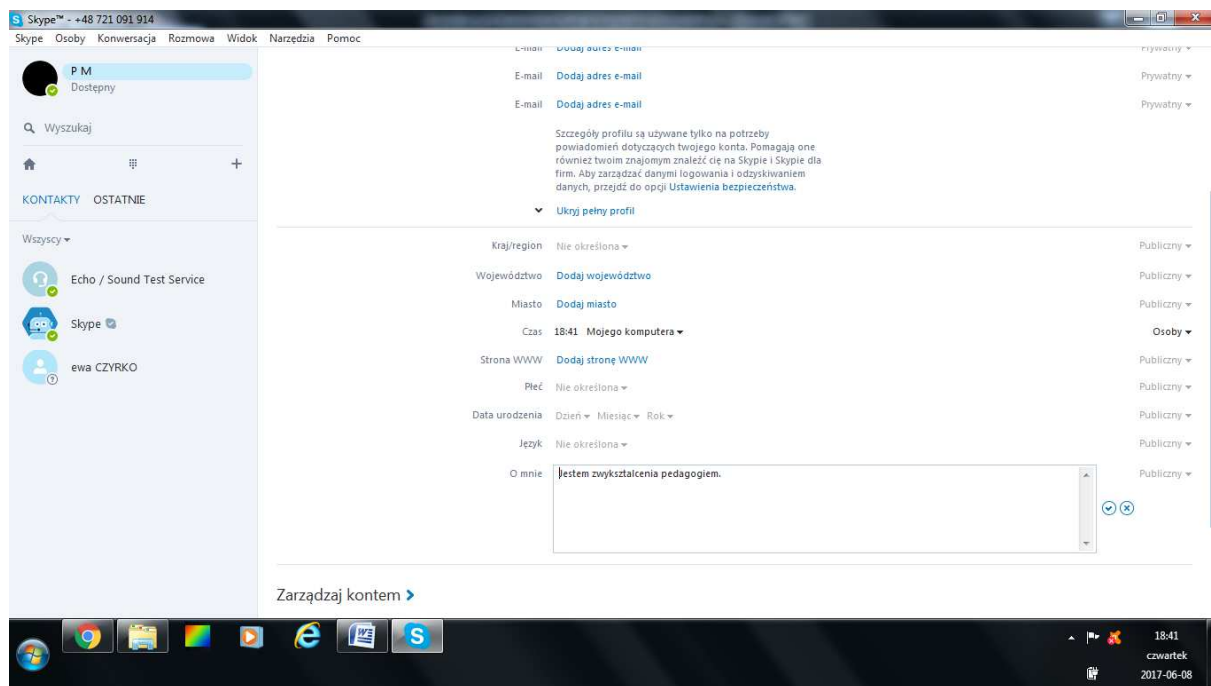 Skype™ - +48 721 091 914
Skype Osoby Konwersacja Rozmowa Widok Narzędzia Pomoc
P M
Dostępny
Wyszukaj
KONTAKTY OSTATNIE
Wszyscy
Echo / Sound Test Service
Skype
ewa CZYRKO
E-mail Dodaj adres e-mail Prywatny
E-mail Dodaj adres e-mail Prywatny
E-mail Dodaj adres e-mail Prywatny
Szczegóły profilu są używane tylko na potrzeby
powiadomień dotyczących twojego konta. Pomagają one
również twoim znajomym znaleźć cię na Skypie i Skypie dla
firm. Aby zarządzać danymi logowania i odzyskiwaniem
danych, przejdź do opcji Ustawienia bezpieczeństwa.
Ukryj pełny profil
Kraj/region Nie określona Publiczny
Województwo Dodaj województwo Publiczny
Miasto Dodaj miasto Publiczny
Czas 18:41 Mojego komputera Osoby
Strona WWW Dodaj stronę WWW Publiczny
Płeć Nie określona Publiczny
Data urodzenia Dzień Miesiąc Rok Publiczny
Język Nie określona Publiczny
O mnie Jestem zwyksztalcenia pedagogiem. Publiczny
Zarządzaj kontem
18:41
czwartek
2017-06-08